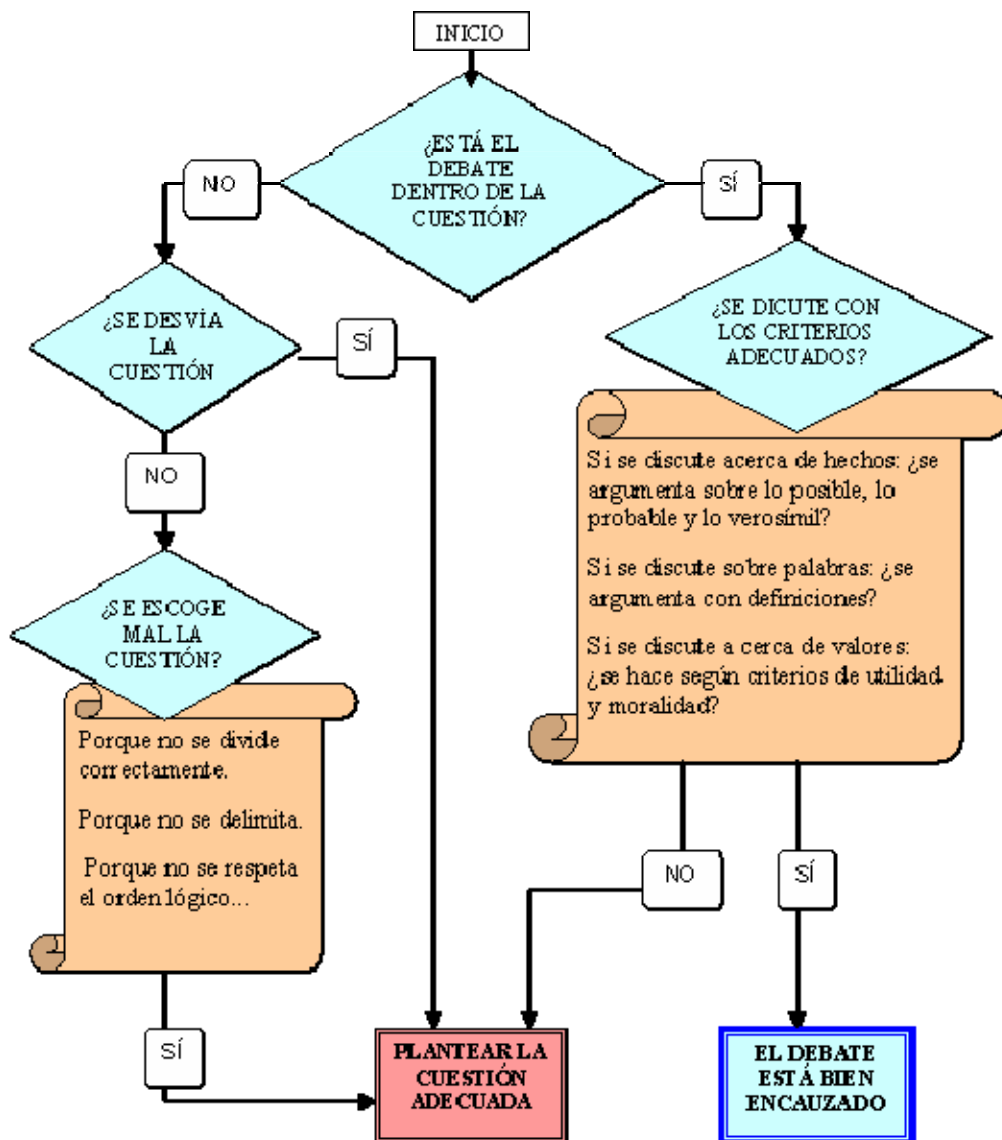 INICIO
¿ESTÁ EL
DEBATE
DENTRO DE LA
CUESTIÓN?
NO
SÍ
¿SE DESVÍA
LA
CUESTIÓN
SÍ
¿SE DICUTE CON
LOS CRITERIOS
ADECUADOS?
NO
Si se discute acerca de hechos: ¿se
argumenta sobre lo posible, lo
probable y lo verosímil?
Si se discute sobre palabras: ¿se
argumenta con definiciones?
Si se discute a cerca de valores:
¿se hace según criterios de utilidad
y moralidad?
¿SE ESCOGE
MAL LA
CUESTIÓN?
Porque no se divide
correctamente.
Porque no se delimita.
Porque no se respeta
el orden lógico...
NO
SÍ
SÍ
PLANTEAR LA
CUESTIÓN
ADECUADA
EL DEBATE
ESTÁ BIEN
ENCAUZADO